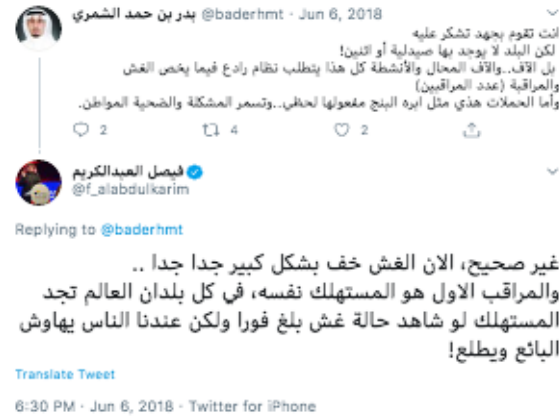 بدر بن حمد الشمري @baderhmt · Jun 6, 2018
انت تقوم بجهد تشكر عليه
لكن البلد لا يوجد بها صيدلية أو اثنين!
بل الآف..والآف المحال والأنشطة كل هذا يتطلب نظام رادع فيما يخص الغش
والمراقبة (عدد المراقبين)
وأما الحملات هذي مثل ابره البنج مفعولها لحظي..وتسمر المشكلة والضحية المواطن.
2 4 2
فيصل العبدالكريم
@f_alabdulkarim
Replying to @baderhmt
غير صحيح، الان الغش خف بشكل كبير جدا جدا ..
والمراقب الاول هو المستهلك نفسه، في كل بلدان العالم تجد
المستهلك لو شاهد حالة غش بلغ فورا ولكن عندنا الناس يهاوش
البائع ويطلع!
Translate Tweet
6:30 PM · Jun 6, 2018 · Twitter for iPhone